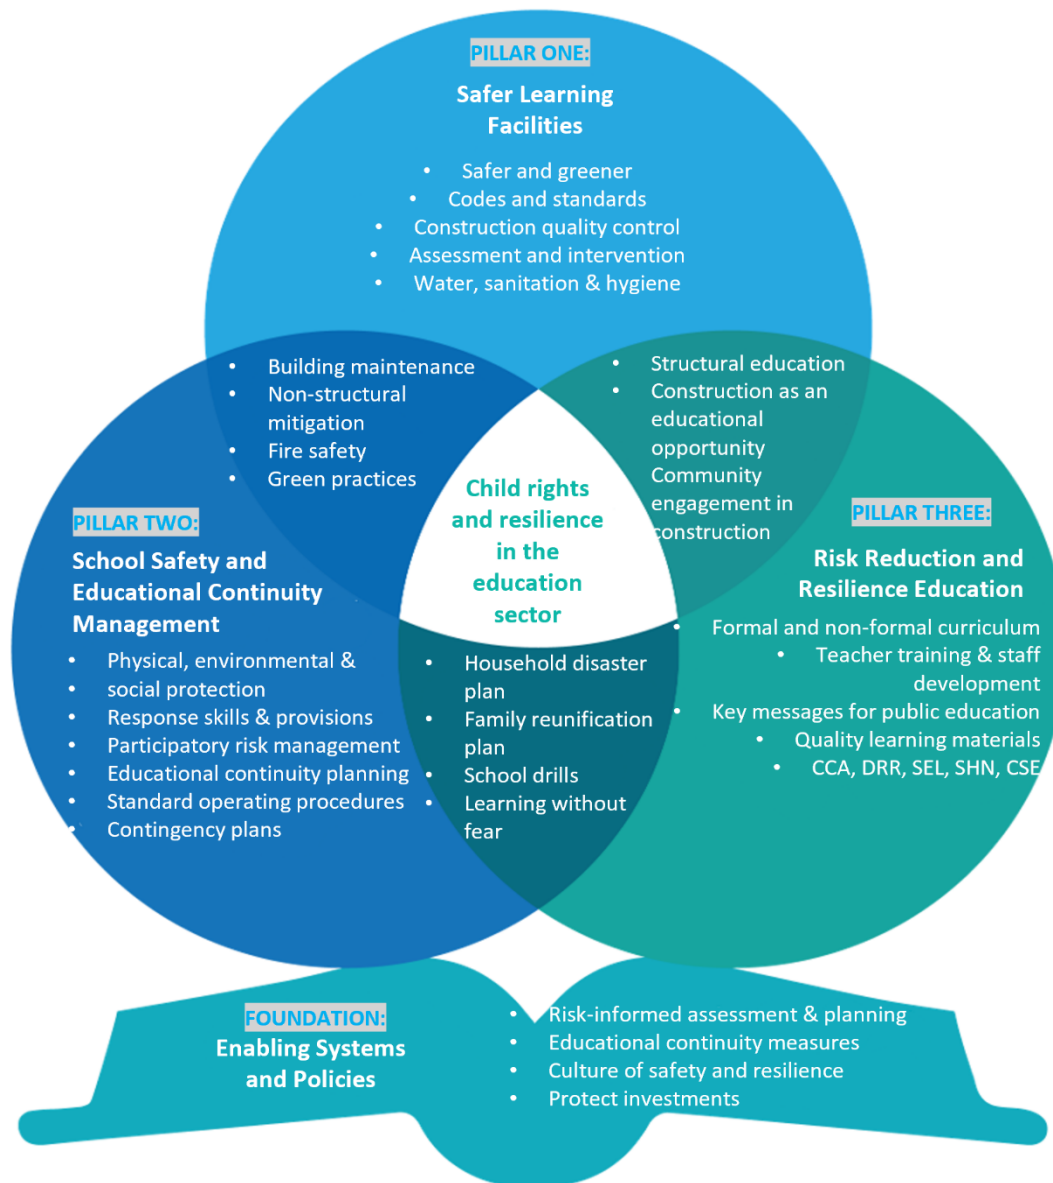 PILLAR ONE:
Safer Learning
Facilities
• Safer and greener
• Codes and standards
• Construction quality control
• Assessment and intervention
• Water, sanitation & hygiene
• Building maintenance
• Non-structural
mitigation
• Fire safety
• Green practices
• Structural education
• Construction as an
educational
opportunity
Community
engagement in
construction
Child rights
and resilience
in the
education
sector
PILLAR TWO:
School Safety and
Educational Continuity
Management
• Physical, environmental &
• social protection
• Response skills & provisions
• Participatory risk management
• Educational continuity planning
• Standard operating procedures
• Contingency plans
PILLAR THREE:
Risk Reduction and
Resilience Education
• Formal and non-formal curriculum
• Teacher training & staff
development
• Key messages for public education
• Quality learning materials
• CCA, DRR, SEL, SHN, CSE
• Household disaster
plan
• Family reunification
plan
• School drills
• Learning without
fear
FOUNDATION:
Enabling Systems
and Policies
• Risk-informed assessment & planning
• Educational continuity measures
• Culture of safety and resilience
• Protect investments